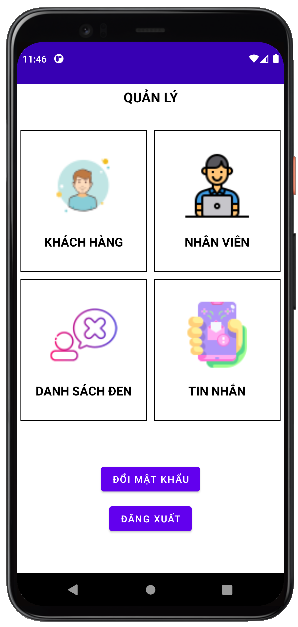 11:46
QUẢN LÝ
KHÁCH HÀNG
NHÂN VIÊN
DANH SÁCH ĐEN
TIN NHẮN
ĐỔI MẬT KHẨU
ĐĂNG XUẤT